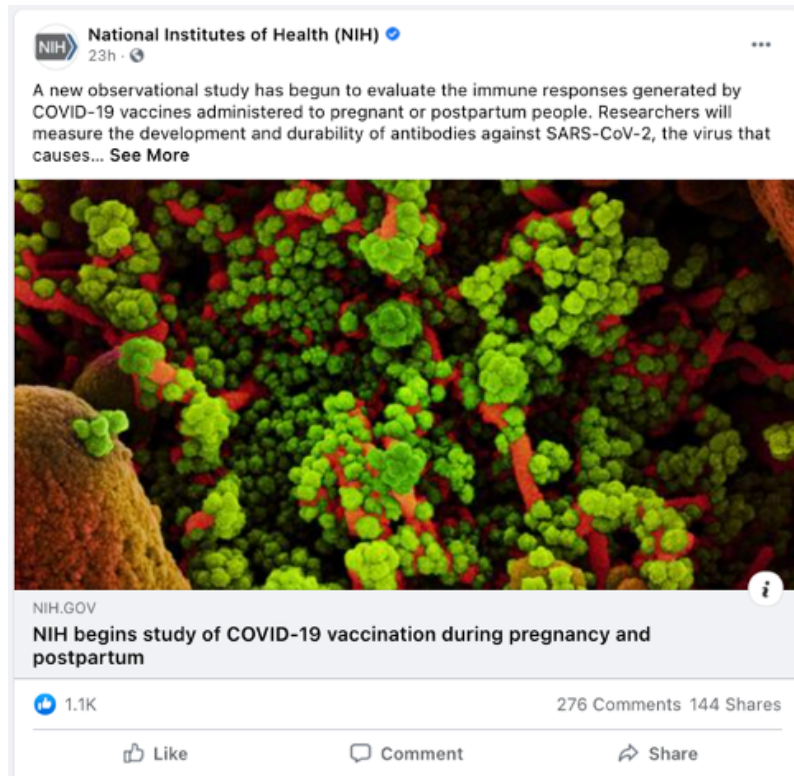 NIH
National Institutes of Health (NIH)
23h ·
A new observational study has begun to evaluate the immune responses generated by
COVID-19 vaccines administered to pregnant or postpartum people. Researchers will
measure the development and durability of antibodies against SARS-CoV-2, the virus that
causes... See More
i
NIH.GOV
NIH begins study of COVID-19 vaccination during pregnancy and
postpartum
1.1K 276 Comments 144 Shares
Like Comment Share